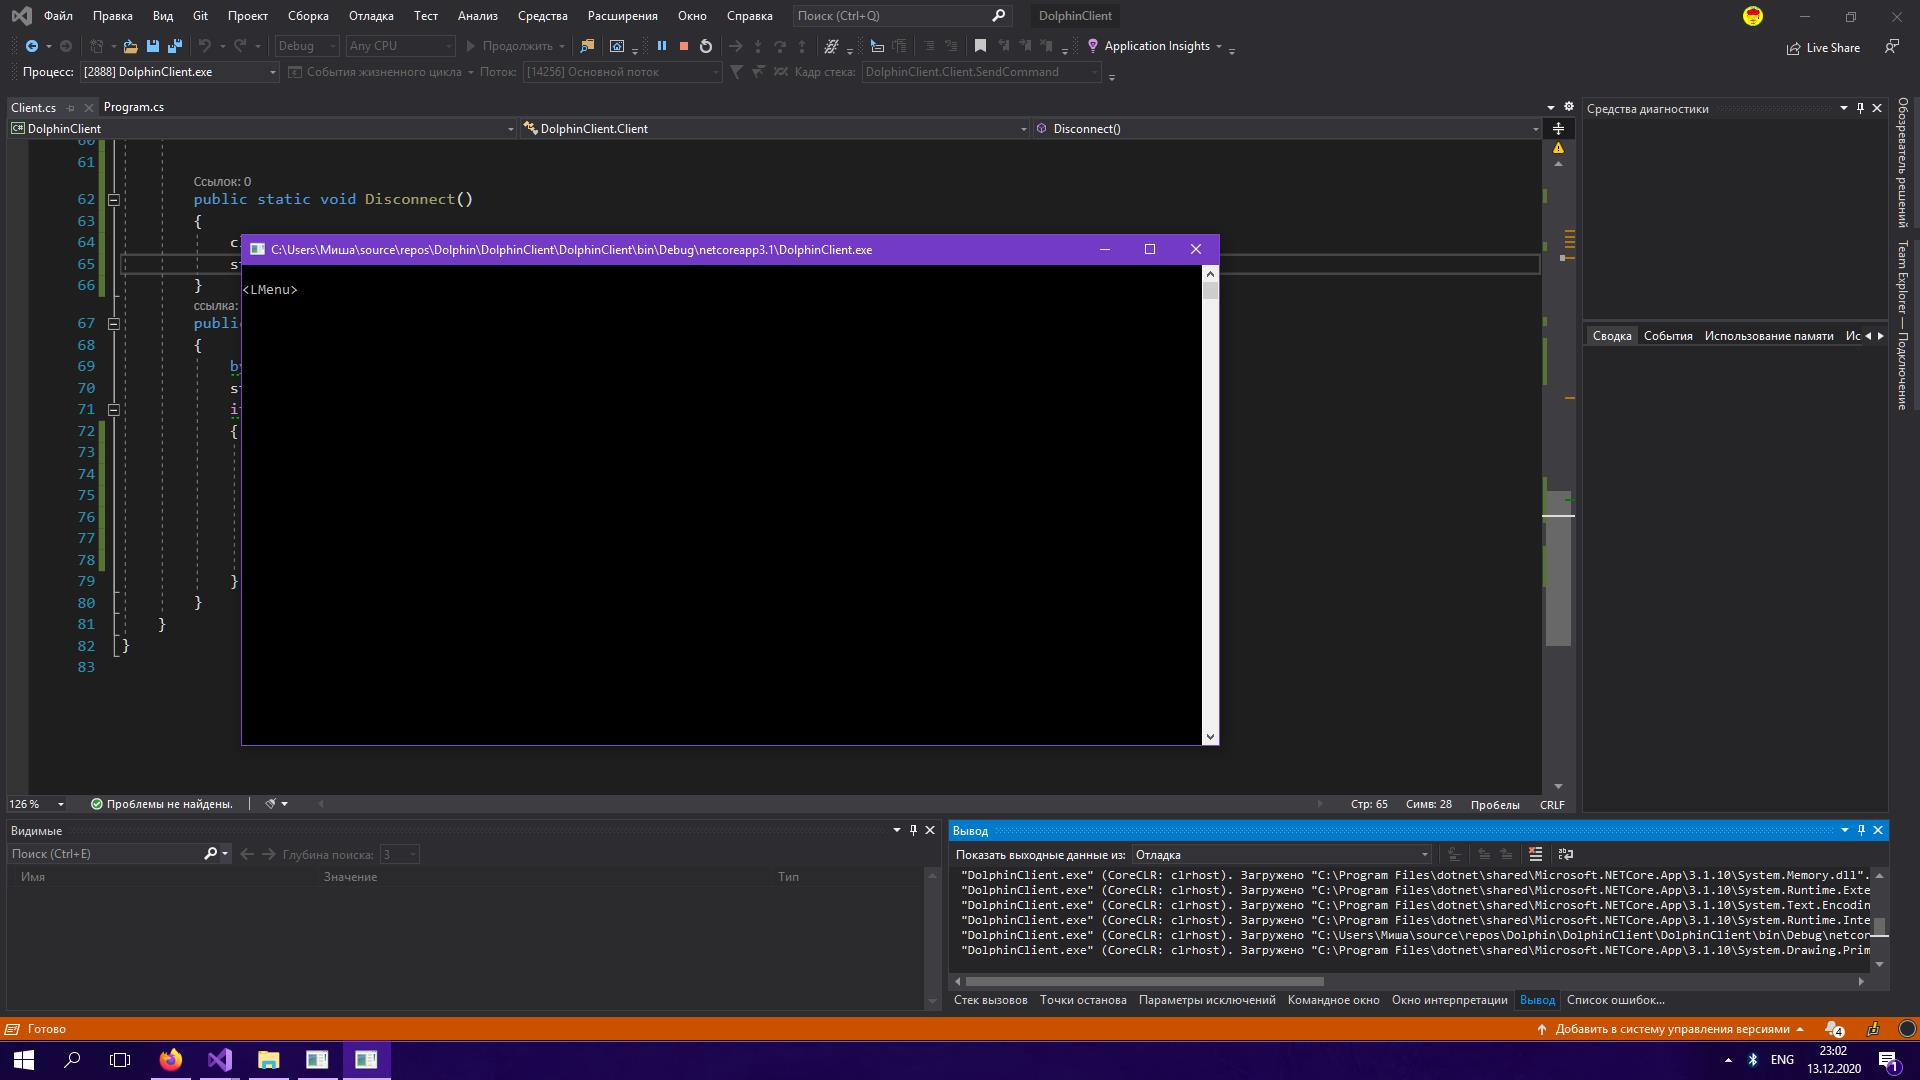 Файл Правка Вид Git Проект Сборка Отладка Тест Анализ Средства Расширения Окно Справка Поиск (Ctrl+Q) DolphinClient
Debug Any CPU Продолжить Application Insights Live Share
Процесс: [2888] DolphinClient.exe События жизненного цикла Поток: [14256] Основной поток Кадр стека: DolphinClient.Client.SendCommand
Client.cs Program.cs
DolphinClient DolphinClient.Client Disconnect()
60
61
Ссылок: 0
62 public static void Disconnect()
63 {
64 c
65 s
66 }
ссылка:
67 publi
68 {
69 by
70 s
71 i
72 {
73
74
75
76
77
78
79 }
80 }
81 }
82 }
83
C:\Users\Миша\source\repos\Dolphin\DolphinClient\DolphinClient\bin\Debug\netcoreapp3.1\DolphinClient.exe
<LMenu>
126 % Проблемы не найдены. Стр: 65 Симв: 28 Пробелы CRLF
Средства диагностики
Сводка События Использование памяти Ис
Обозреватель решений
Team Explorer — Подключение
Видимые
Поиск (Ctrl+E) Глубина поиска: 3
Имя Значение Тип
Вывод
Показать выходные данные из: Отладка
"DolphinClient.exe" (CoreCLR: clrhost). Загружено "C:\Program Files\dotnet\shared\Microsoft.NETCore.App\3.1.10\System.Memory.dll".
"DolphinClient.exe" (CoreCLR: clrhost). Загружено "C:\Program Files\dotnet\shared\Microsoft.NETCore.App\3.1.10\System.Runtime.Exte
"DolphinClient.exe" (CoreCLR: clrhost). Загружено "C:\Program Files\dotnet\shared\Microsoft.NETCore.App\3.1.10\System.Text.Encodin
"DolphinClient.exe" (CoreCLR: clrhost). Загружено "C:\Program Files\dotnet\shared\Microsoft.NETCore.App\3.1.10\System.Runtime.Inte
"DolphinClient.exe" (CoreCLR: clrhost). Загружено "C:\Users\Миша\source\repos\Dolphin\DolphinClient\DolphinClient\bin\Debug\netcor
"DolphinClient.exe" (CoreCLR: clrhost). Загружено "C:\Program Files\dotnet\shared\Microsoft.NETCore.App\3.1.10\System.Drawing.Prim
Стек вызовов Точки останова Параметры исключений Командное окно Окно интерпретации Вывод Список ошибок...
Готово Добавить в систему управления версиями 4
ENG 23:02
13.12.2020 1